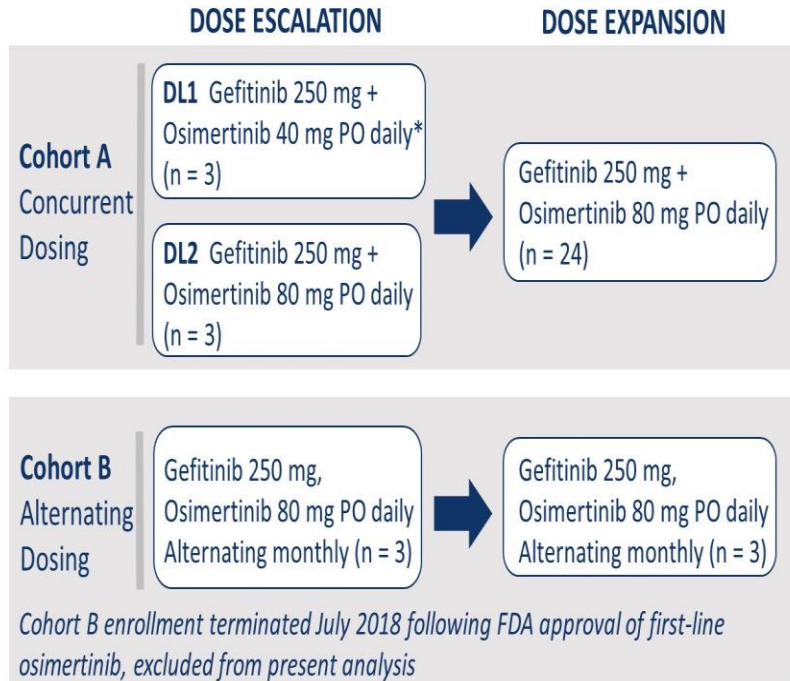 DOSE ESCALATION
DOSE EXPANSION
Cohort A
Concurrent
Dosing
DL1 Gefitinib 250 mg +
Osimertinib 40 mg PO daily*
(n = 3)
DL2 Gefitinib 250 mg +
Osimertinib 80 mg PO daily
(n = 3)
Gefitinib 250 mg +
Osimertinib 80 mg PO daily
(n = 24)
Cohort B
Alternating
Dosing
Gefitinib 250 mg,
Osimertinib 80 mg PO daily
Alternating monthly (n = 3)
Gefitinib 250 mg,
Osimertinib 80 mg PO daily
Alternating monthly (n = 3)
Cohort B enrollment terminated July 2018 following FDA approval of first-line
osimertinib, excluded from present analysis